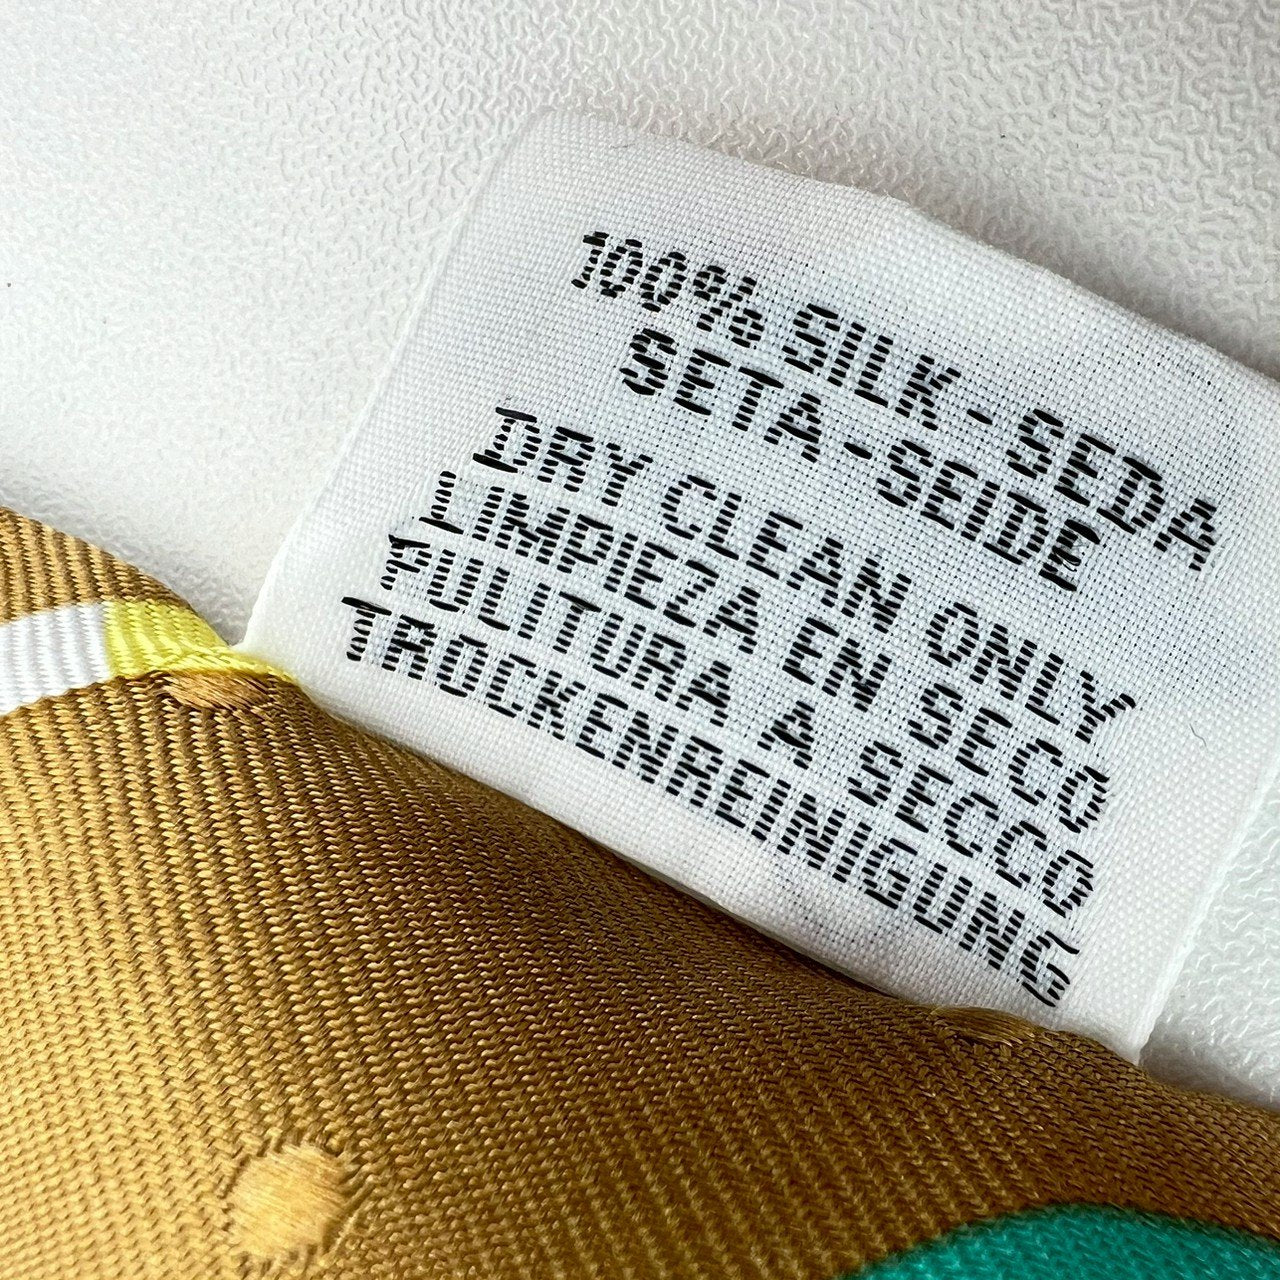 100% SILK - SEDA
SETA - SEIDE
DRY CLEAN ONLY
LIMPIEZA EN SECO
PULITURA A SECCO
TROCKENREINIGUNG